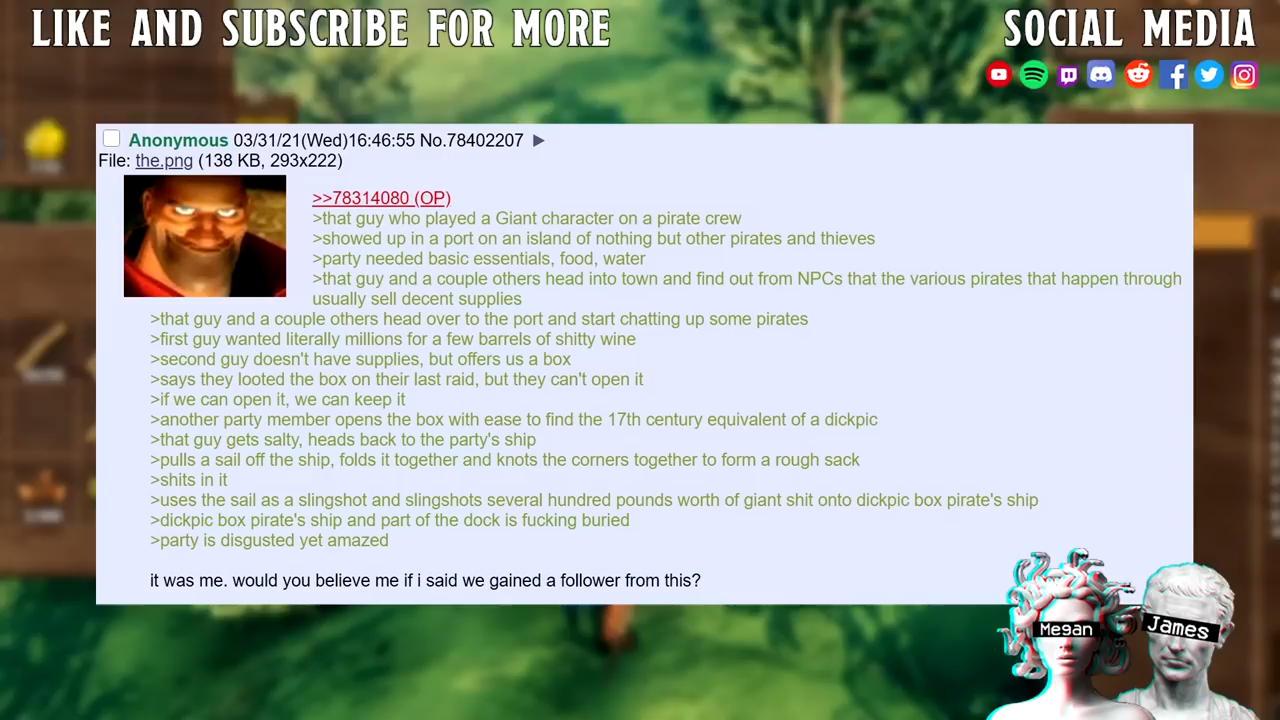 LIKE AND SUBSCRIBE FOR MORE
SOCIAL MEDIA
Anonymous 03/31/21(Wed)16:46:55 No.78402207 ▶
File: the.png (138 KB, 293x222)
>>78314080 (OP)
>that guy who played a Giant character on a pirate crew
>showed up in a port on an island of nothing but other pirates and thieves
>party needed basic essentials, food, water
>that guy and a couple others head into town and find out from NPCs that the various pirates that happen through
usually sell decent supplies
>that guy and a couple others head over to the port and start chatting up some pirates
>first guy wanted literally millions for a few barrels of shitty wine
>second guy doesn't have supplies, but offers us a box
>says they looted the box on their last raid, but they can't open it
>if we can open it, we can keep it
>another party member opens the box with ease to find the 17th century equivalent of a dickpic
>that guy gets salty, heads back to the party's ship
>pulls a sail off the ship, folds it together and knots the corners together to form a rough sack
>shits in it
>uses the sail as a slingshot and slingshots several hundred pounds worth of giant shit onto dickpic box pirate's ship
>dickpic box pirate's ship and part of the dock is fucking buried
>party is disgusted yet amazed
it was me. would you believe me if i said we gained a follower from this?
Megan
James